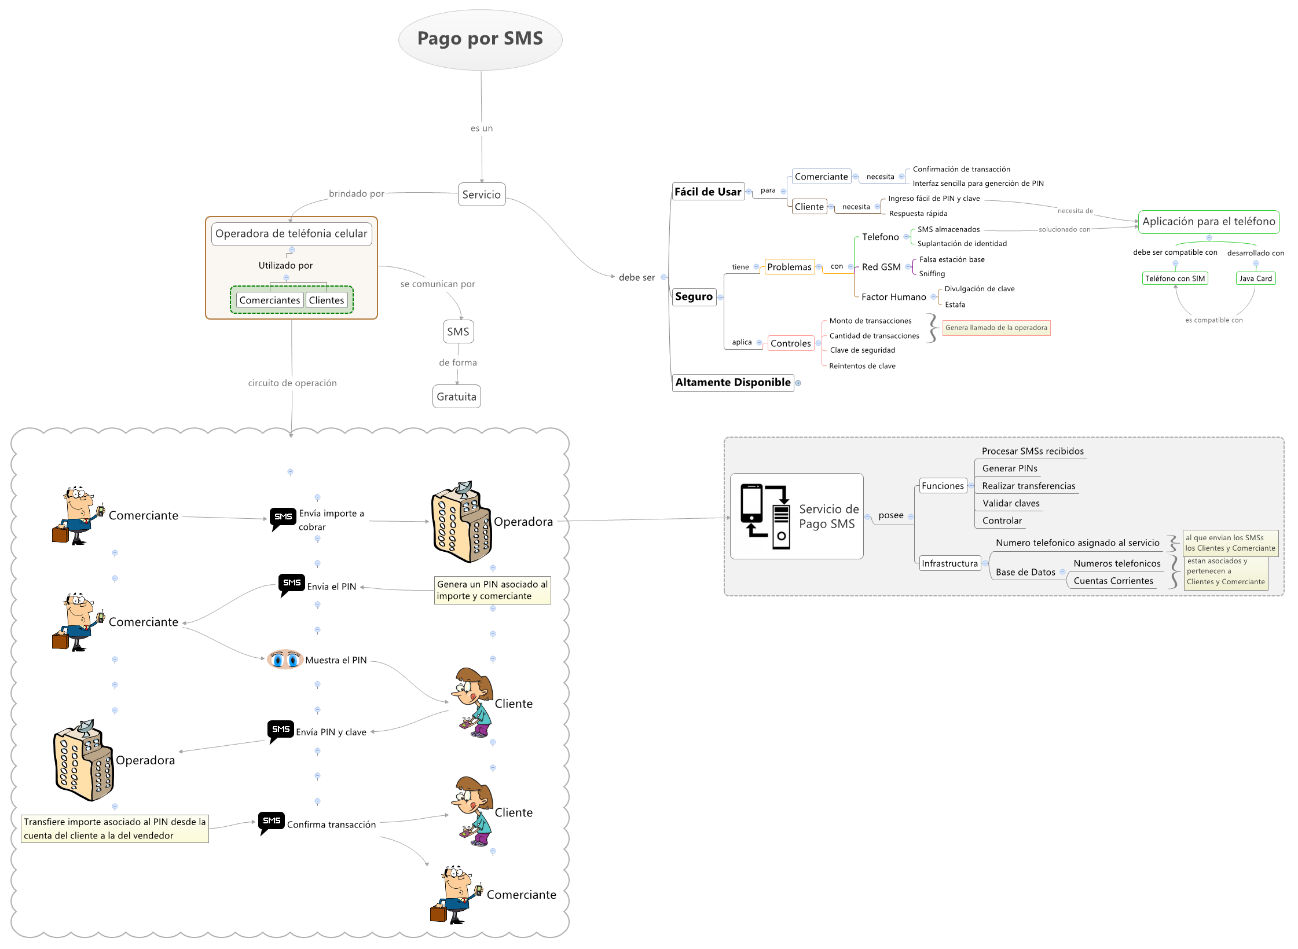 Pago por SMS
es un
Servicio
brindado por
Operadora de teléfonia celular
Utilizado por
Comerciantes
Clientes
se comunican por
SMS
de forma
Gratuita
circuito de operación
debe ser
Fácil de Usar
para
Comerciante
necesita
Confirmación de transacción
Interfaz sencilla para generción de PIN
Cliente
necesita
Ingreso fácil de PIN y clave
Respuesta rápida
necesita de
Seguro
tiene
Problemas
con
Telefono
SMS almacenados
Suplantación de identidad
solucionado con
Red GSM
Falsa estación base
Sniffing
Factor Humano
Divulgación de clave
Estafa
aplica
Controles
Monto de transacciones
Cantidad de transacciones
Clave de seguridad
Reintentos de clave
Genera llamado de la operadora
Altamente Disponible
Aplicación para el teléfono
debe ser compatible con
desarrollado con
Teléfono con SIM
Java Card
es compatible con
Comerciante
SMS
Envía importe a
cobrar
Operadora
Genera un PIN asociado al
importe y comerciante
SMS
Envía el PIN
Comerciante
Muestra el PIN
Cliente
SMS
Envía PIN y clave
Operadora
Transfiere importe asociado al PIN desde la
cuenta del cliente a la del vendedor
SMS
Confirma transacción
Cliente
Comerciante
Servicio de
Pago SMS
posee
Funciones
Procesar SMSs recibidos
Generar PINs
Realizar transferencias
Validar claves
Controlar
Infrastructura
Numero telefonico asignado al servicio
al que envian los SMSs
los Clientes y Comerciante
Base de Datos
Numeros telefonicos
Cuentas Corrientes
estan asociados y
pertenecen a
Clientes y Comerciante